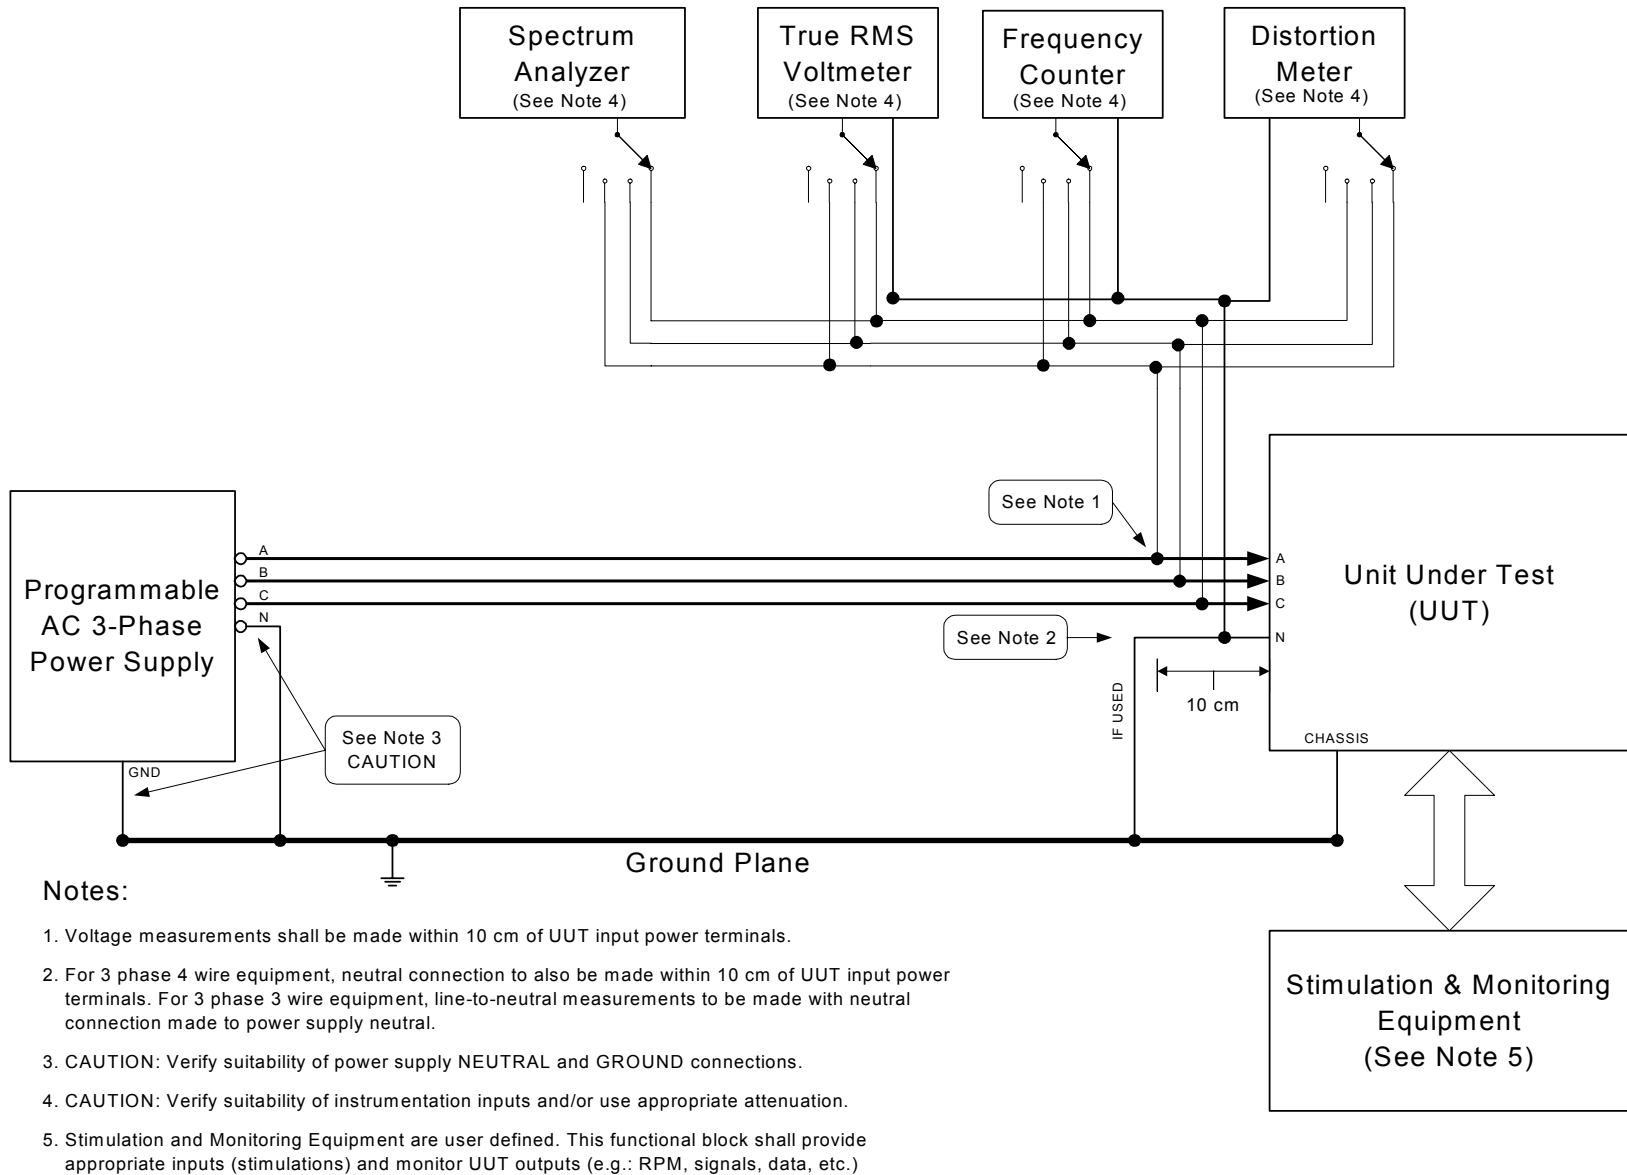 Spectrum
Analyzer
(See Note 4)
True RMS
Voltmeter
(See Note 4)
Frequency
Counter
(See Note 4)
Distortion
Meter
(See Note 4)
See Note 1
A
B
C
N
Programmable
AC 3-Phase
Power Supply
A
B
C
N
Unit Under Test
(UUT)
See Note 2
10 cm
IF USED
See Note 3
CAUTION
CHASSIS
GND
Ground Plane
Notes:
1. Voltage measurements shall be made within 10 cm of UUT input power terminals.
2. For 3 phase 4 wire equipment, neutral connection to also be made within 10 cm of UUT input power
terminals. For 3 phase 3 wire equipment, line-to-neutral measurements to be made with neutral
connection made to power supply neutral.
3. CAUTION: Verify suitability of power supply NEUTRAL and GROUND connections.
4. CAUTION: Verify suitability of instrumentation inputs and/or use appropriate attenuation.
5. Stimulation and Monitoring Equipment are user defined. This functional block shall provide
appropriate inputs (stimulations) and monitor UUT outputs (e.g.: RPM, signals, data, etc.)
Stimulation & Monitoring
Equipment
(See Note 5)